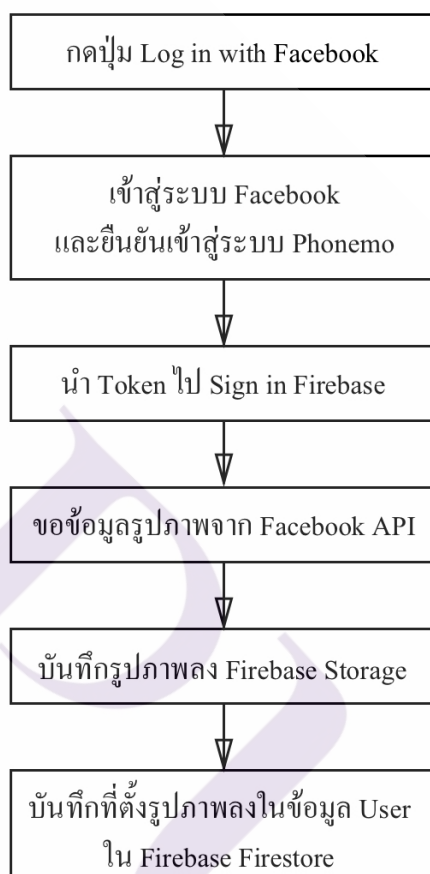 กดปุ่ม Log in with Facebook
เข้าสู่ระบบ Facebook
และยืนยันเข้าสู่ระบบ Phonemo
นำ Token ไป Sign in Firebase
ขอข้อมูลรูปภาพจาก Facebook API
บันทึกรูปภาพลง Firebase Storage
บันทึกที่ตั้งรูปภาพลงในข้อมูล User
ใน Firebase Firestore